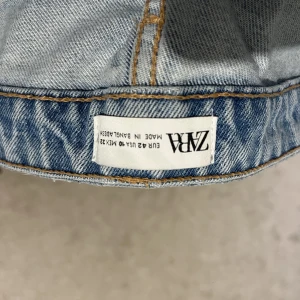 ZARA
EUR 42 USA 10 MEX 32
MADE IN BANGLADESH